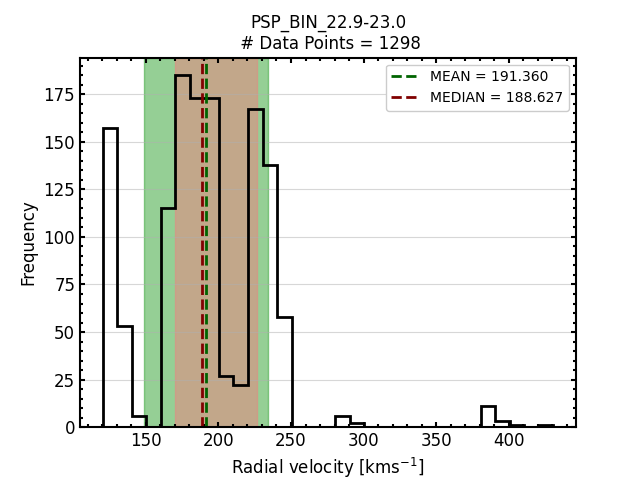 PSP_BIN_22.9-23.0
# Data Points = 1298
MEAN = 191.360
MEDIAN = 188.627
175
150
125
100
75
50
25
0
Frequency
150 200 250 300 350 400
Radial velocity [kms⁻¹]